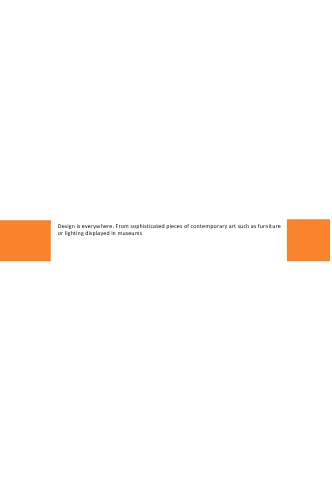 Design is everywhere. From sophisticated pieces of contemporary art such as furniture
or lighting displayed in museums